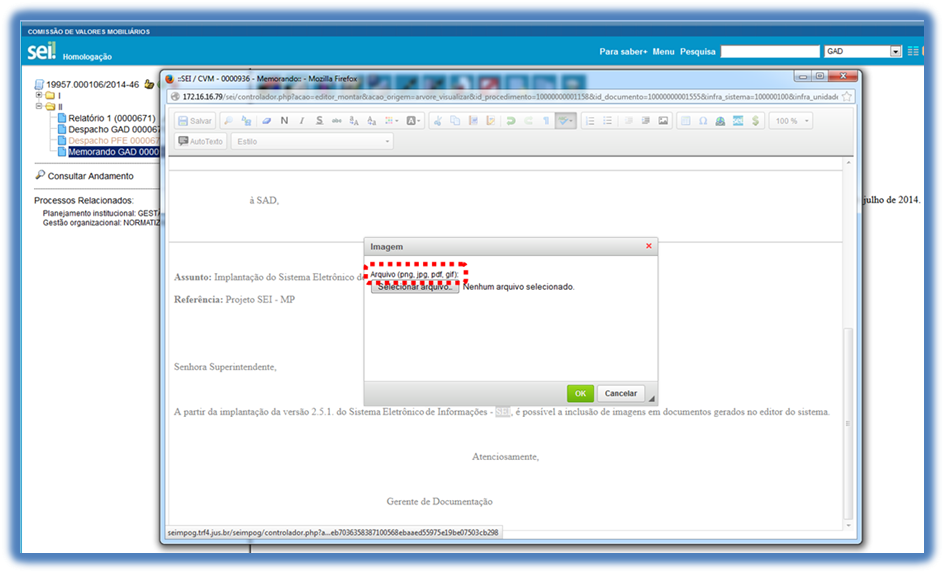 COMISSÃO DE VALORES MOBILIÁRIOS
sei! Homologação
Para saber+ Menu Pesquisa GAD
19957.000106/2014-46
I
II
Relatório 1 (0000671)
Despacho GAD 000067
Despacho PFE 000067
Memorando GAD 0000
Consultar Andamento
Processos Relacionados:
Planejamento institucional: GESTÃ
Gestão organizacional: NORMATIZ
::SEI / CVM - 0000936 - Memorando:: - Mozilla Firefox
172.16.16.79/sei/controlador.php?acao=editor_montar&acao_origem=arvore_visualizar&id_procedimento=10000000001158&id_documento=10000000001555&infra_sistema=100000100&infra_unidade
Salvar
N I S abc
100 %
AutoTexto Estilo
julho de 2014.
à SAD,
Imagem
Arquivo (png, jpg, pdf, gif):
Selecionar arquivo.. Nenhum arquivo selecionado.
OK Cancelar
Assunto: Implantação do Sistema Eletrônico de
Referência: Projeto SEI - MP
Senhora Superintendente,
A partir da implantação da versão 2.5.1. do Sistema Eletrônico de Informações - SEI, é possível a inclusão de imagens em documentos gerados no editor do sistema.
Atenciosamente,
Gerente de Documentação
seimpog.trf4.jus.br/seimpog/controlador.php?a...eb7036358387100568ebaaed55975e19be07503cb298